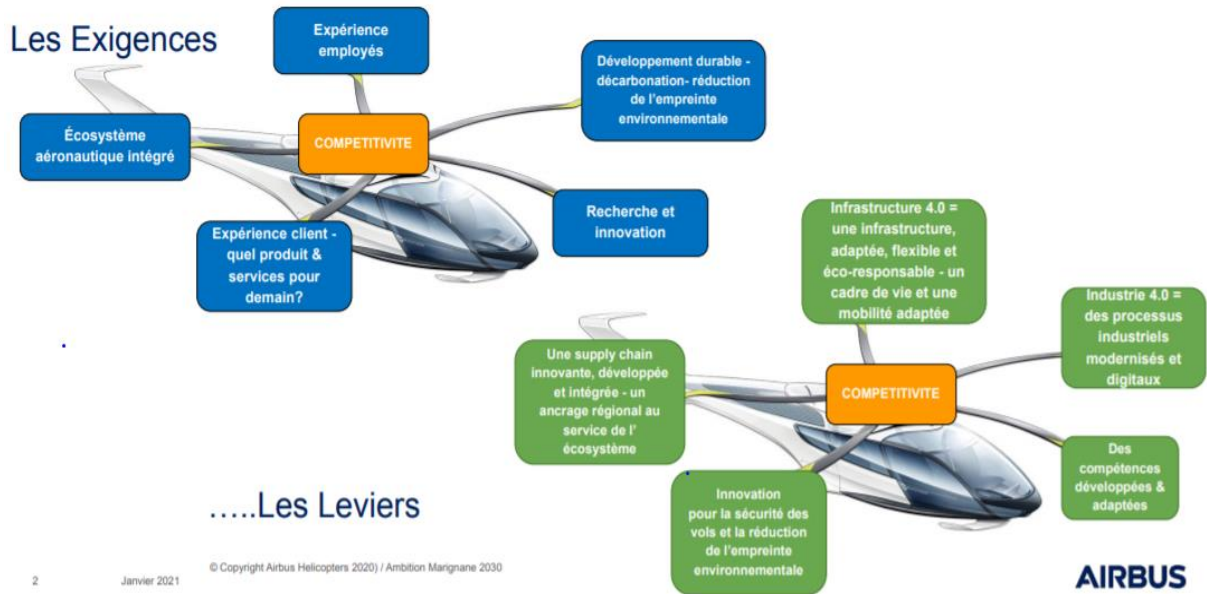 Les Exigences
Expérience
employés
Développement durable -
décarbonation- réduction
de l'empreinte
environnementale
Écosystème
aéronautique intégré
COMPETITIVITE
Recherche et
innovation
Expérience client -
quel produit &
services pour
demain?
.....Les Leviers
Infrastructure 4.0 =
une infrastructure,
adaptée, flexible et
éco-responsable - un
cadre de vie et une
mobilité adaptée
Industrie 4.0 =
des processus
industriels
modernisés et
digitaux
Une supply chain
innovante, développée
et intégrée - un
ancrage régional au
service de l'
écosystème
COMPETITIVITE
Des
compétences
développées &
adaptées
Innovation
pour la sécurité des
vols et la réduction
de l'empreinte
environnementale
2
Janvier 2021
© Copyright Airbus Helicopters 2020) / Ambition Marignane 2030
AIRBUS